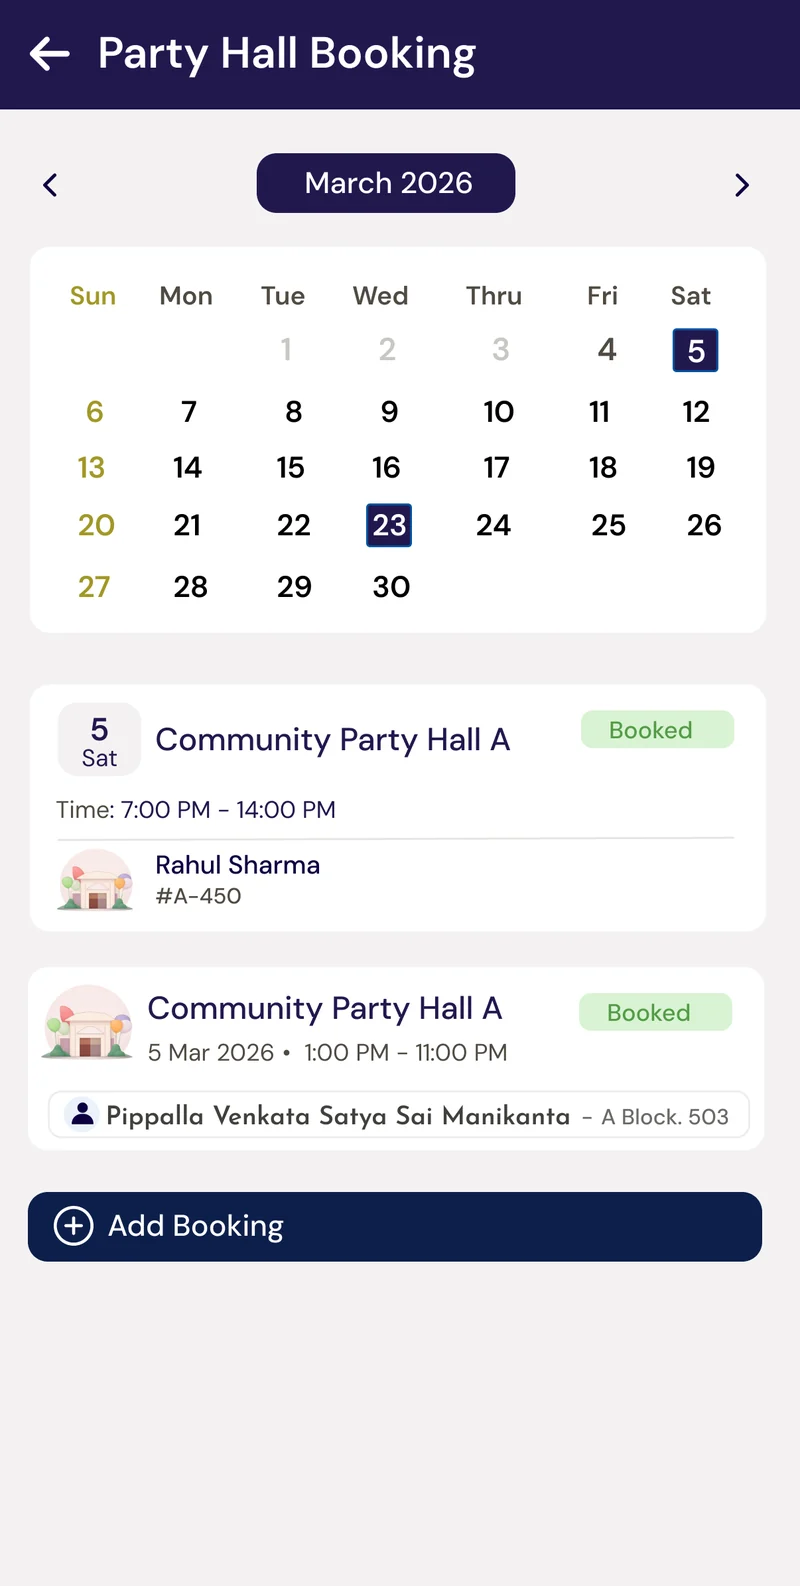 Party Hall Booking
March 2026
Sun Mon Tue Wed Thru Fri Sat
1 2 3 4 5
6 7 8 9 10 11 12
13 14 15 16 17 18 19
20 21 22 23 24 25 26
27 28 29 30
5
Sat
Community Party Hall A
Booked
Time: 7:00 PM - 14:00 PM
Rahul Sharma
#A-450
Community Party Hall A
Booked
5 Mar 2026 • 1:00 PM - 11:00 PM
Pippalla Venkata Satya Sai Manikanta - A Block. 503
Add Booking